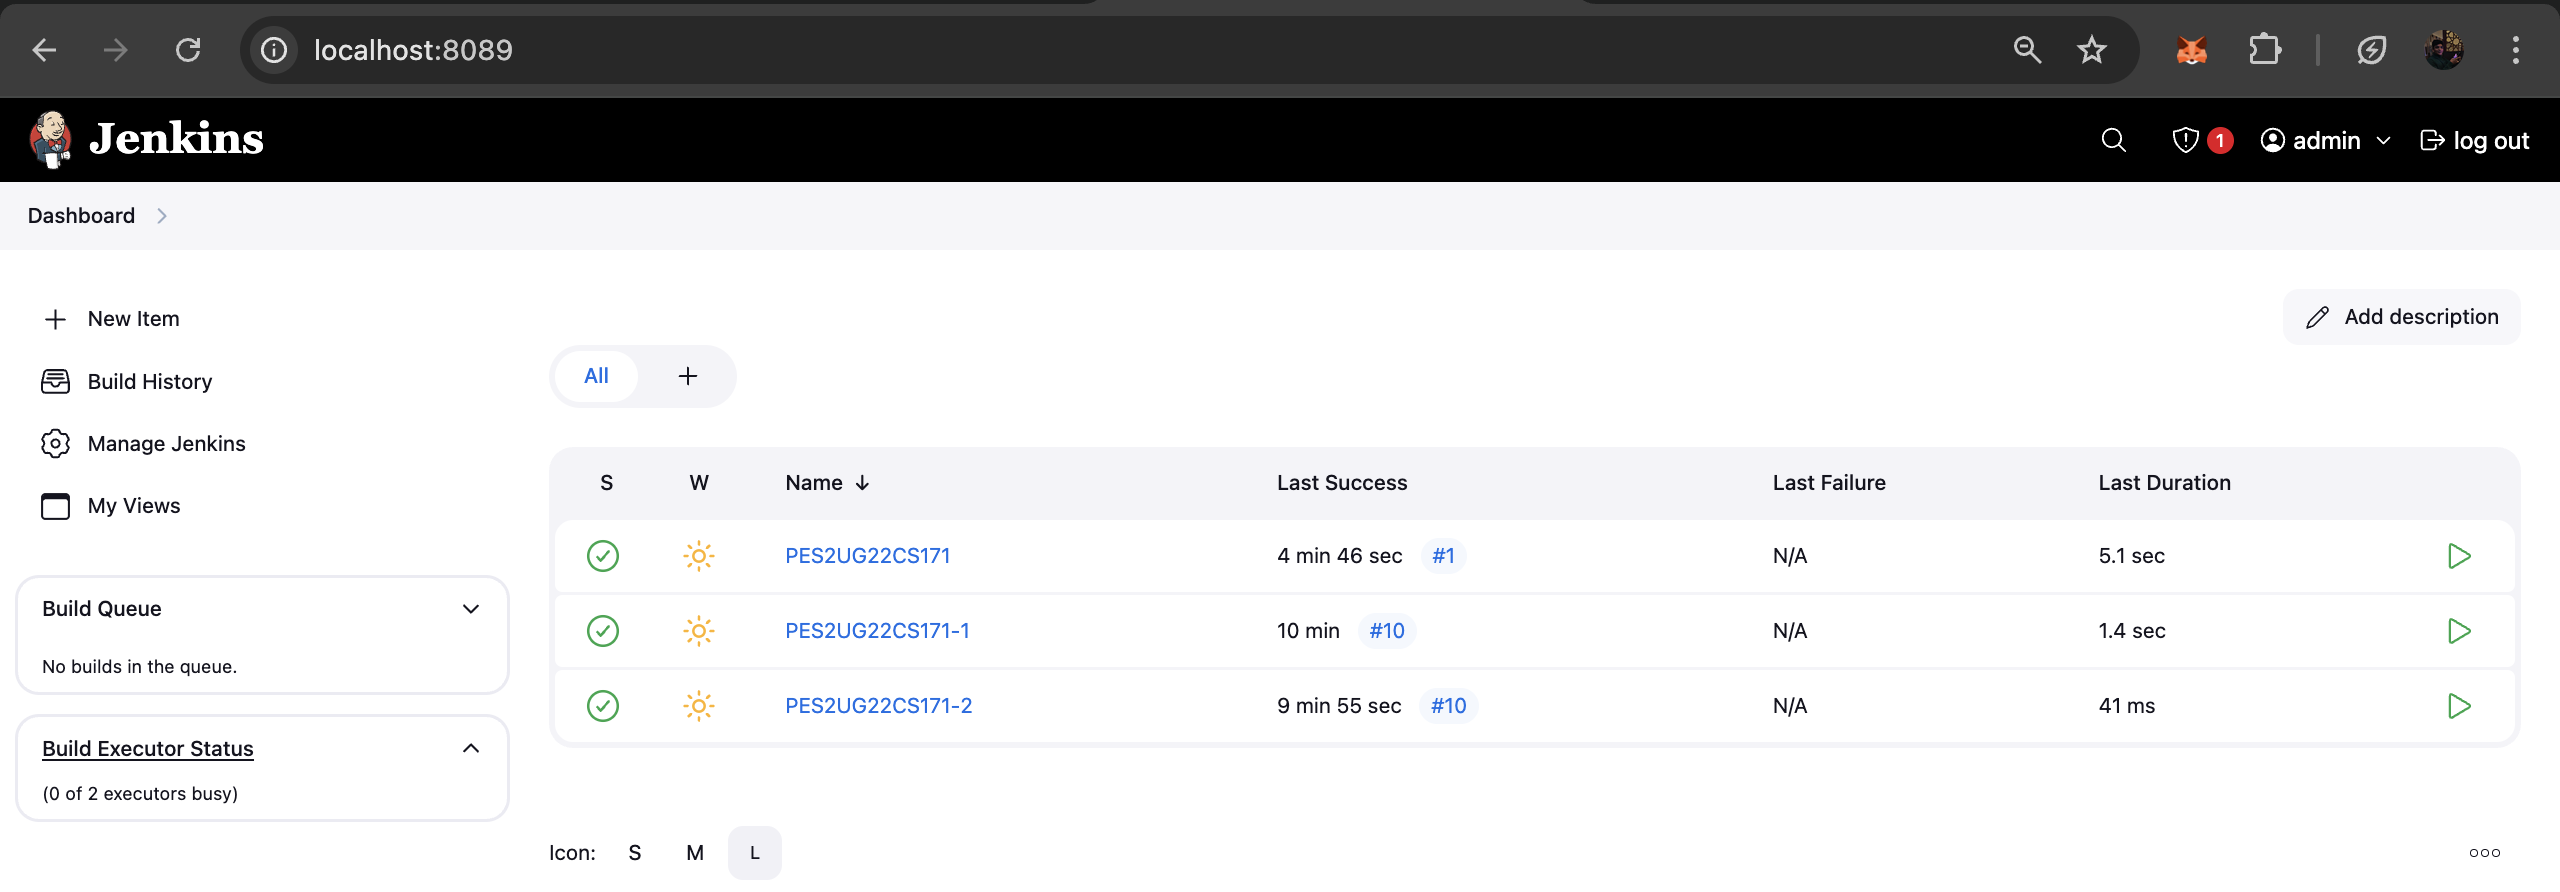 localhost:8089
Jenkins
1 admin log out
Dashboard
New Item
Add description
Build History
All +
Manage Jenkins
My Views
S W Name ↓ Last Success Last Failure Last Duration
PES2UG22CS171 4 min 46 sec #1 N/A 5.1 sec
PES2UG22CS171-1 10 min #10 N/A 1.4 sec
PES2UG22CS171-2 9 min 55 sec #10 N/A 41 ms
Build Queue
No builds in the queue.
Build Executor Status
(0 of 2 executors busy)
Icon: S M L